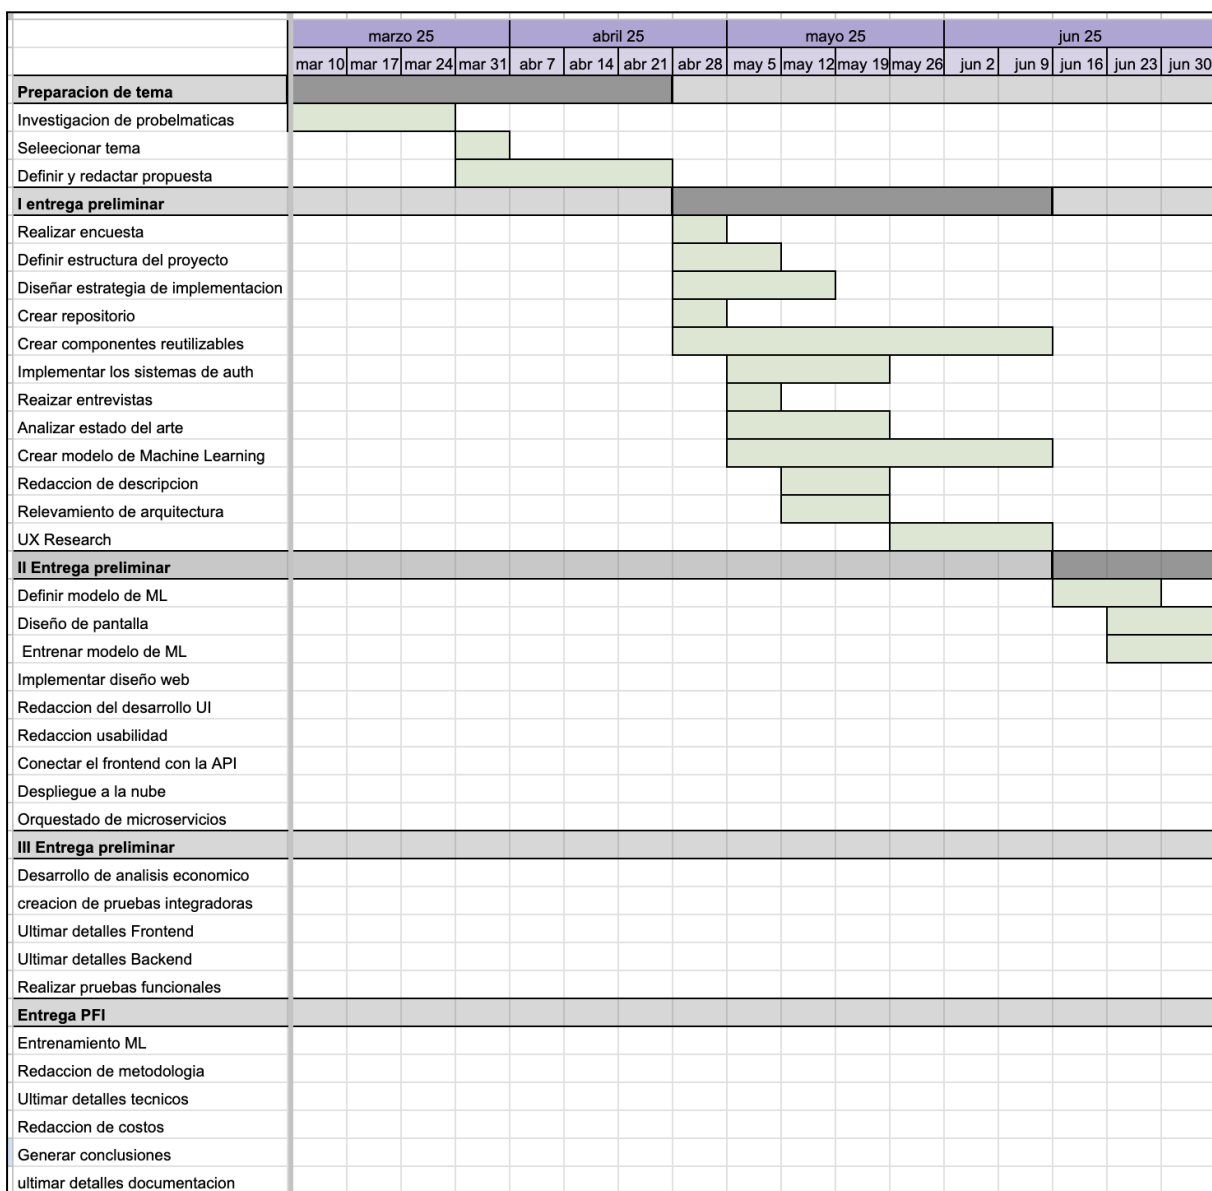 marzo 25 abril 25 mayo 25 jun 25
mar 10 mar 17 mar 24 mar 31 abr 7 abr 14 abr 21 abr 28 may 5 may 12 may 19 may 26 jun 2 jun 9 jun 16 jun 23 jun 30
Preparacion de tema
Investigacion de probelmaticas
Seleecionar tema
Definir y redactar propuesta
I entrega preliminar
Realizar encuesta
Definir estructura del proyecto
Diseñar estrategia de implementacion
Crear repositorio
Crear componentes reutilizables
Implementar los sistemas de auth
Reaizar entrevistas
Analizar estado del arte
Crear modelo de Machine Learning
Redaccion de descripcion
Relevamiento de arquitectura
UX Research
II Entrega preliminar
Definir modelo de ML
Diseño de pantalla
Entrenar modelo de ML
Implementar diseño web
Redaccion del desarrollo UI
Redaccion usabilidad
Conectar el frontend con la API
Despliegue a la nube
Orquestado de microservicios
III Entrega preliminar
Desarrollo de analisis economico
creacion de pruebas integradoras
Ultimar detalles Frontend
Ultimar detalles Backend
Realizar pruebas funcionales
Entrega PFI
Entrenamiento ML
Redaccion de metodologia
Ultimar detalles tecnicos
Redaccion de costos
Generar conclusiones
ultimar detalles documentacion